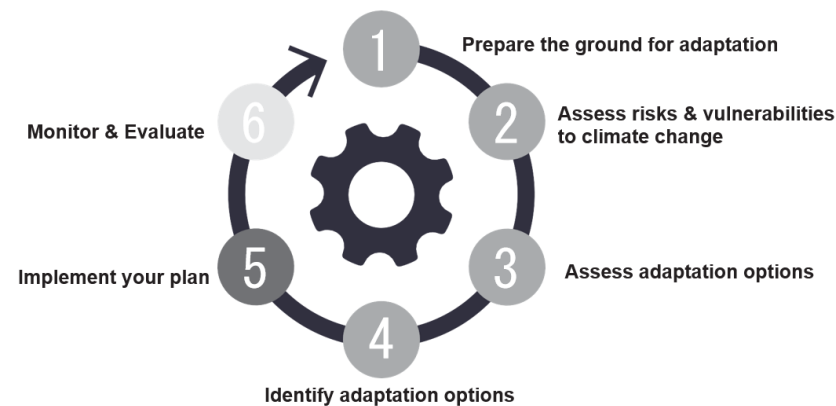 1
Prepare the ground for adaptation
2
Assess risks & vulnerabilities
to climate change
3
Assess adaptation options
4
Identify adaptation options
5
Implement your plan
6
Monitor & Evaluate